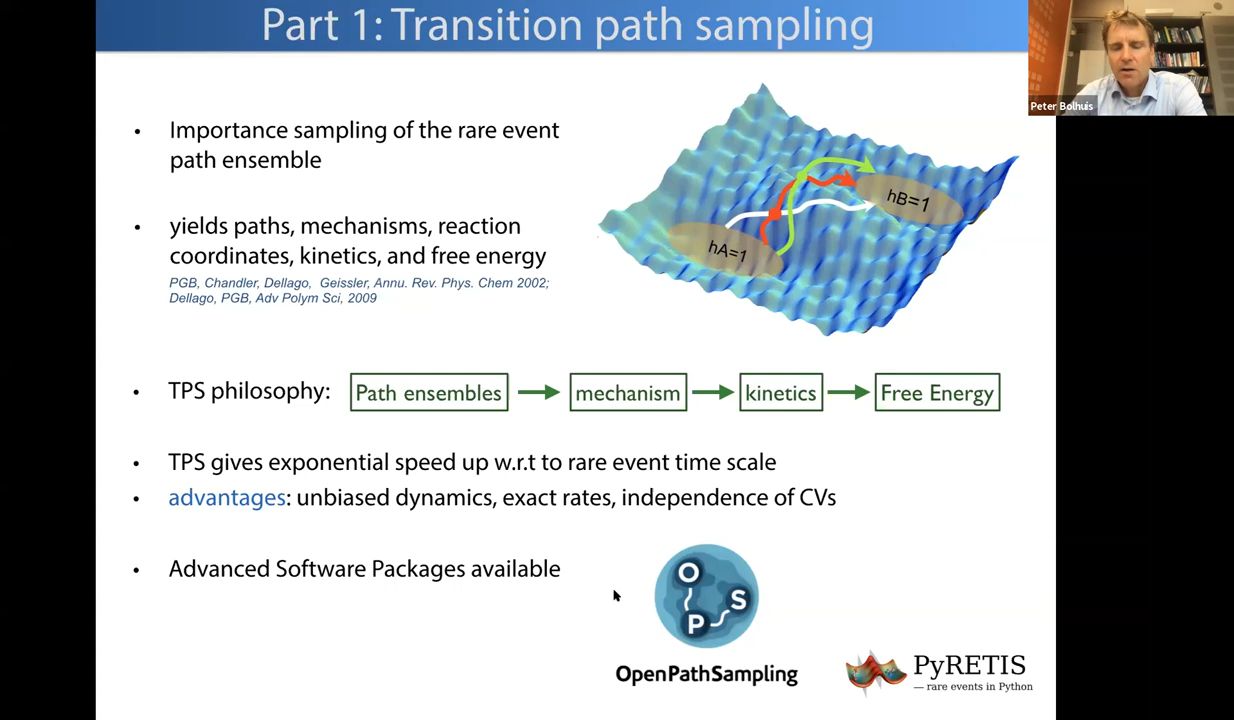 Part 1: Transition path sampling
Peter Bolhuis
• Importance sampling of the rare event
path ensemble
• yields paths, mechanisms, reaction
coordinates, kinetics, and free energy
PGB, Chandler, Dellago, Geissler, Annu. Rev. Phys. Chem 2002;
Dellago, PGB, Adv Polym Sci, 2009
hA=1
hB=1
• TPS philosophy: Path ensembles mechanism kinetics Free Energy
• TPS gives exponential speed up w.r.t to rare event time scale
• advantages: unbiased dynamics, exact rates, independence of CVs
• Advanced Software Packages available
O
S
P
OpenPathSampling
PyRETIS
— rare events in Python